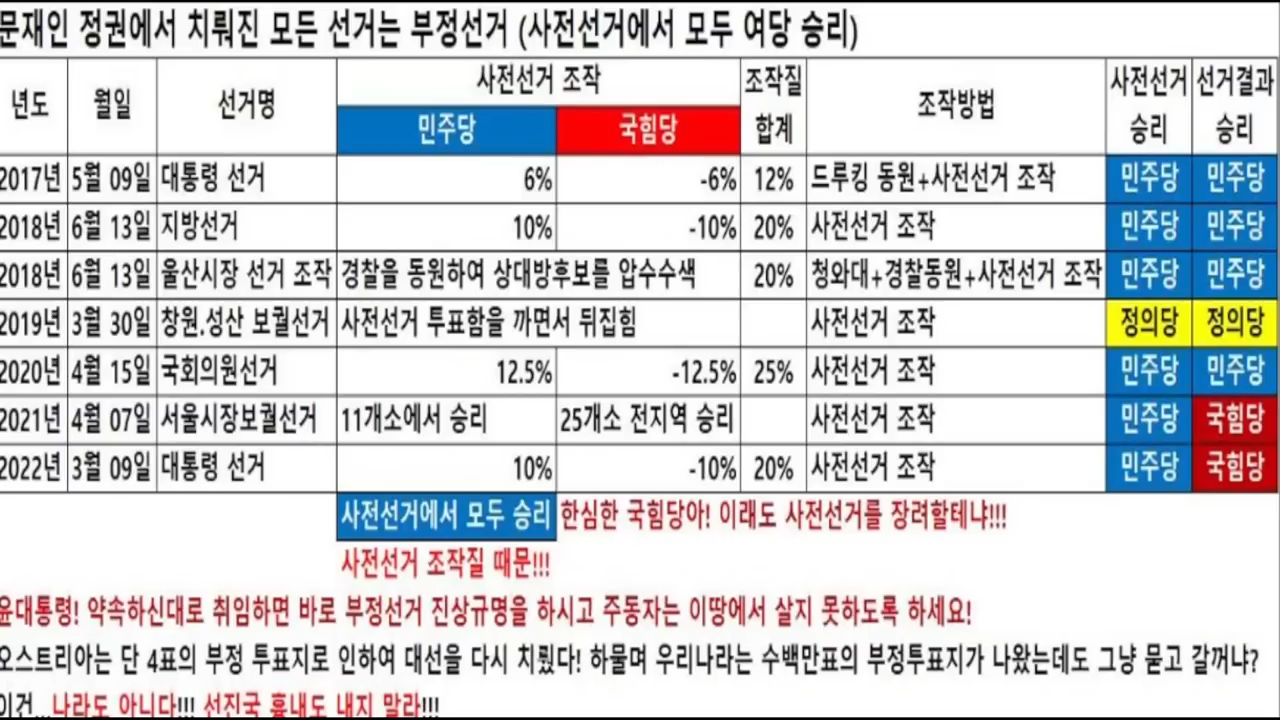 문재인 정권에서 치뤄진 모든 선거는 부정선거 (사전선거에서 모두 여당 승리)
년도 월일 선거명 사전선거 조작 조작질 합계 조작방법 사전선거 승리 선거결과 승리
민주당 국힘당
2017년 5월 09일 대통령 선거 6% -6% 12% 드루킹 동원+사전선거 조작 민주당 민주당
2018년 6월 13일 지방선거 10% -10% 20% 사전선거 조작 민주당 민주당
2018년 6월 13일 울산시장 선거 조작 경찰을 동원하여 상대방후보를 압수수색 20% 청와대+경찰동원+사전선거 조작 민주당 민주당
2019년 3월 30일 창원.성산 보궐선거 사전선거 투표함을 까면서 뒤집힘 사전선거 조작 정의당 정의당
2020년 4월 15일 국회의원선거 12.5% -12.5% 25% 사전선거 조작 민주당 민주당
2021년 4월 07일 서울시장보궐선거 11개소에서 승리 25개소 전지역 승리 사전선거 조작 민주당 국힘당
2022년 3월 09일 대통령 선거 10% -10% 20% 사전선거 조작 민주당 국힘당
사전선거에서 모두 승리 한심한 국힘당아! 이래도 사전선거를 장려할테냐!!!
사전선거 조작질 때문!!!
윤대통령! 약속하신대로 취임하면 바로 부정선거 진상규명을 하시고 주동자는 이땅에서 살지 못하도록 하세요!
오스트리아는 단 4표의 부정 투표지로 인하여 대선을 다시 치뤘다! 하물며 우리나라는 수백만표의 부정투표지가 나왔는데도 그냥 묻고 갈꺼냐?
이건...나라도 아니다!!! 선진국 흉내도 내지 말라!!!